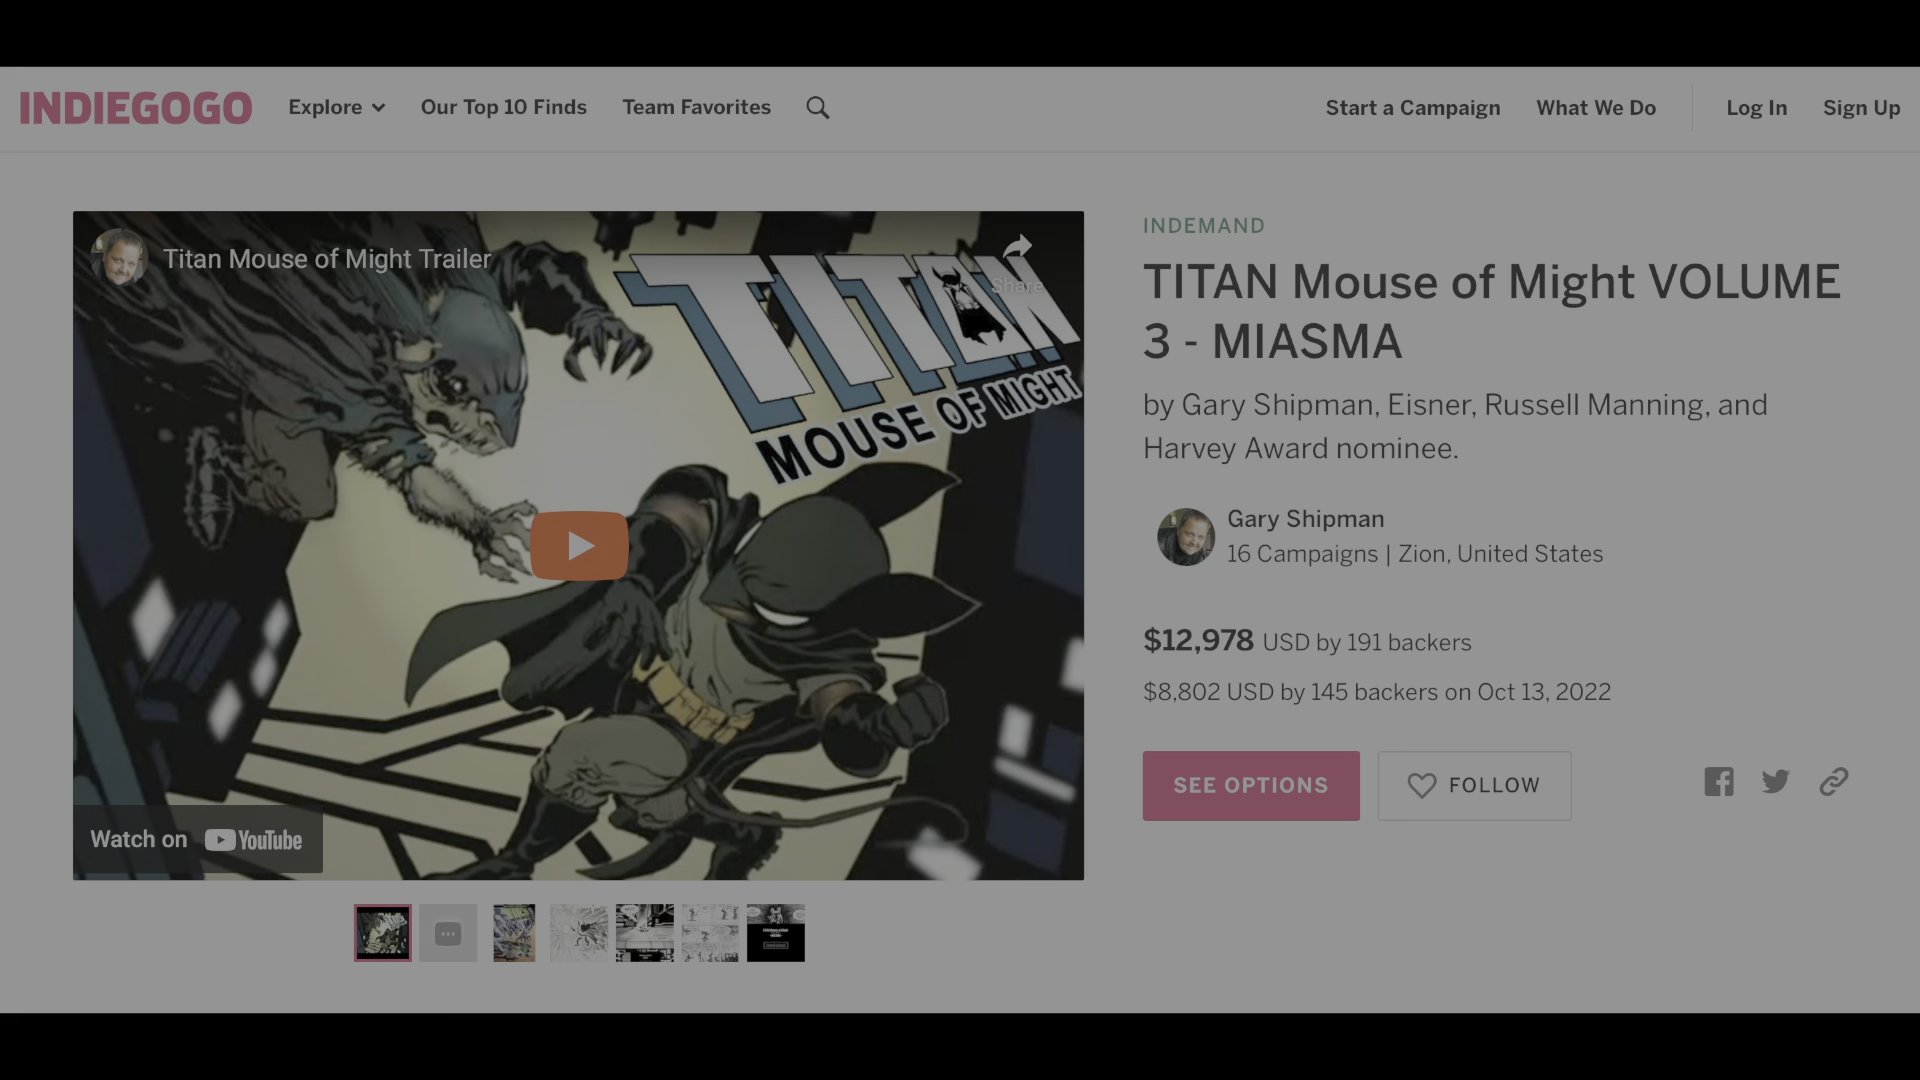 INDIEGOGO
Explore
Our Top 10 Finds
Team Favorites
Start a Campaign
What We Do
Log In
Sign Up
Titan Mouse of Might Trailer
Share
TITAN
MOUSE OF MIGHT
Watch on YouTube
INDEMAND
TITAN Mouse of Might VOLUME
3 - MIASMA
by Gary Shipman, Eisner, Russell Manning, and
Harvey Award nominee.
Gary Shipman
16 Campaigns | Zion, United States
$12,978 USD by 191 backers
$8,802 USD by 145 backers on Oct 13, 2022
SEE OPTIONS
FOLLOW